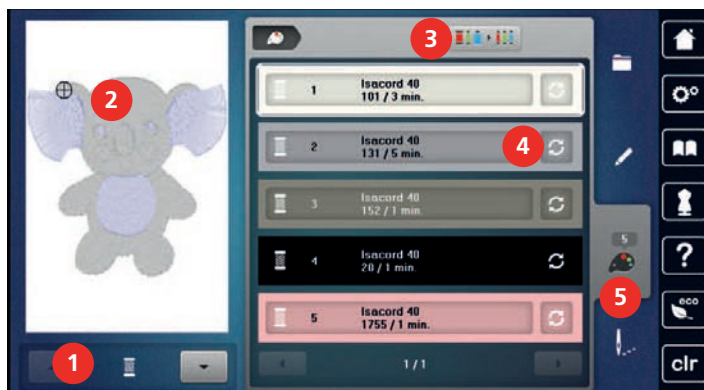 3
2
1 Isacord 40
101 / 3 min.
2 Isacord 40
131 / 5 min.
4
3 Isacord 40
152 / 1 min.
4 Isacord 40
20 / 1 min.
5
5
5 Isacord 40
1755 / 1 min.
1
1 / 1
?
eco
clr